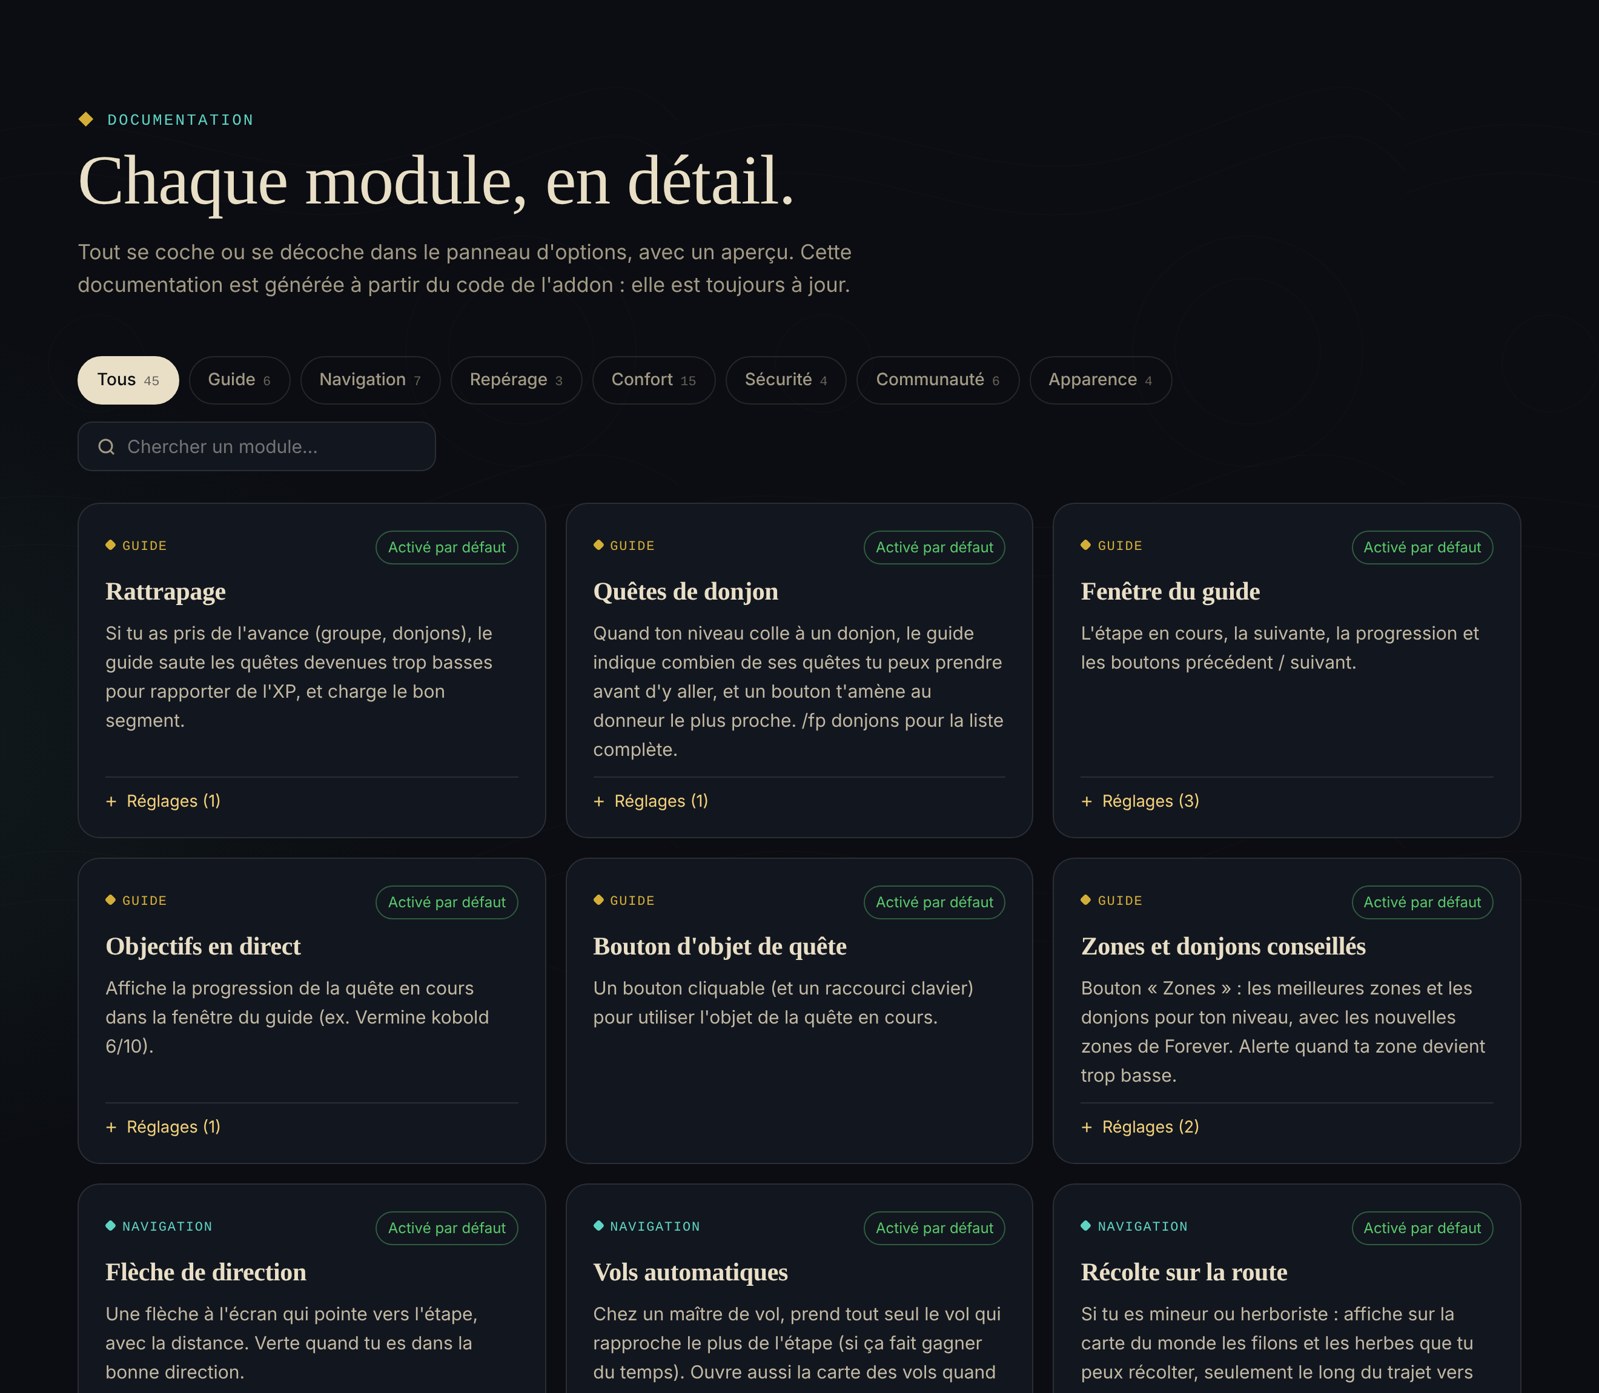 DOCUMENTATION
Chaque module, en détail.
Tout se coche ou se décoche dans le panneau d'options, avec un aperçu. Cette
documentation est générée à partir du code de l'addon : elle est toujours à jour.
Tous 45
Guide 6
Navigation 7
Repérage 3
Confort 15
Sécurité 4
Communauté 6
Apparence 4
Chercher un module...
GUIDE
Activé par défaut
Rattrapage
Si tu as pris de l'avance (groupe, donjons), le
guide saute les quêtes devenues trop basses
pour rapporter de l'XP, et charge le bon
segment.
+ Réglages (1)
GUIDE
Activé par défaut
Quêtes de donjon
Quand ton niveau colle à un donjon, le guide
indique combien de ses quêtes tu peux prendre
avant d'y aller, et un bouton t'amène au
donneur le plus proche. /fp donjons pour la liste
complète.
+ Réglages (1)
GUIDE
Activé par défaut
Fenêtre du guide
L'étape en cours, la suivante, la progression et
les boutons précédent / suivant.
+ Réglages (3)
GUIDE
Activé par défaut
Objectifs en direct
Affiche la progression de la quête en cours
dans la fenêtre du guide (ex. Vermine kobold
6/10).
+ Réglages (1)
GUIDE
Activé par défaut
Bouton d'objet de quête
Un bouton cliquable (et un raccourci clavier)
pour utiliser l'objet de la quête en cours.
GUIDE
Activé par défaut
Zones et donjons conseillés
Bouton « Zones » : les meilleures zones et les
donjons pour ton niveau, avec les nouvelles
zones de Forever. Alerte quand ta zone devient
trop basse.
+ Réglages (2)
NAVIGATION
Activé par défaut
Flèche de direction
Une flèche à l'écran qui pointe vers l'étape,
avec la distance. Verte quand tu es dans la
bonne direction.
NAVIGATION
Activé par défaut
Vols automatiques
Chez un maître de vol, prend tout seul le vol qui
rapproche le plus de l'étape (si ça fait gagner
du temps). Ouvre aussi la carte des vols quand
NAVIGATION
Activé par défaut
Récolte sur la route
Si tu es mineur ou herboriste : affiche sur la
carte du monde les filons et les herbes que tu
peux récolter, seulement le long du trajet vers